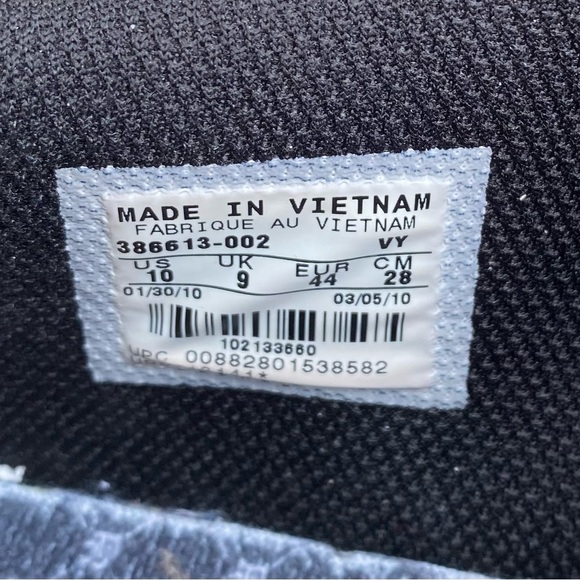 MADE IN VIETNAM
FABRIQUE AU VIETNAM
386613-002 VY
US UK EUR CM
10 9 44 28
01/30/10 03/05/10
102133660
UPC 00882801538582